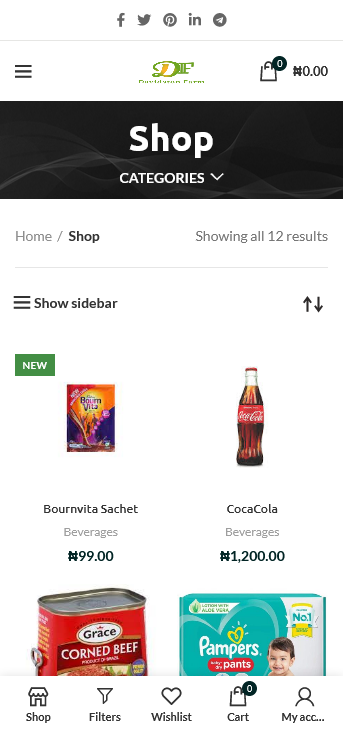 0
₦0.00
DF
Davidstan Farm
Shop
CATEGORIES
Home / Shop
Showing all 12 results
Show sidebar
NEW
Bourn
Vita
Coca-Cola
Bournvita Sachet
CocaCola
Beverages
Beverages
₦99.00
₦1,200.00
Grace
CORNED BEEF
PRODUCT OF BRAZIL
LOTION WITH
ALOE VERA
No.1
Pampers
pants
0
Shop
Filters
Wishlist
Cart
My acc...